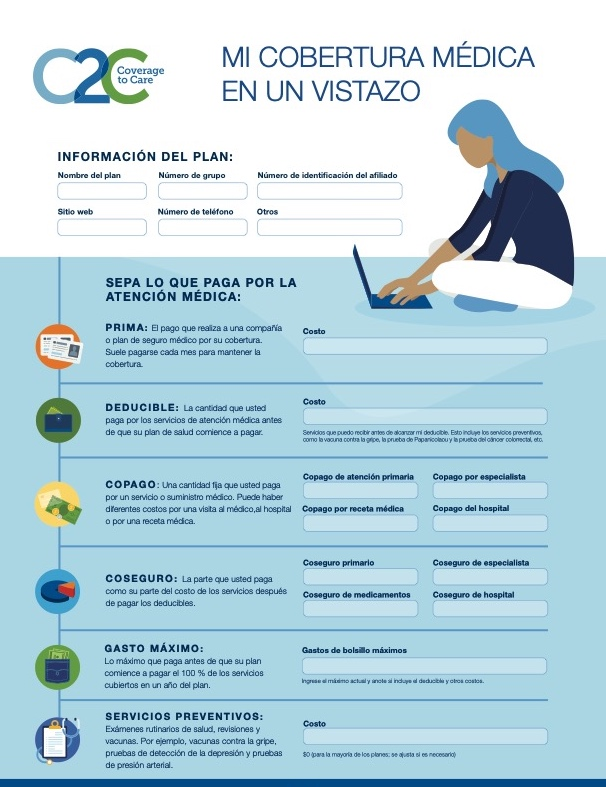 C2C Coverage
to Care
MI COBERTURA MÉDICA
EN UN VISTAZO
INFORMACIÓN DEL PLAN:
Nombre del plan Número de grupo Número de identificación del afiliado
Sitio web Número de teléfono Otros
SEPA LO QUE PAGA POR LA
ATENCIÓN MÉDICA:
PRIMA: El pago que realiza a una compañía
o plan de seguro médico por su cobertura.
Suele pagarse cada mes para mantener la
cobertura.
Costo
DEDUCIBLE: La cantidad que usted
paga por los servicios de atención médica antes
de que su plan de salud comience a pagar.
Costo
Servicios que puedo recibir antes de alcanzar mi deducible. Esto incluye los servicios preventivos,
como la vacuna contra la gripe, la prueba de Papanicolaou y la prueba del cáncer colorrectal, etc.
COPAGO: Una cantidad fija que usted paga
por un servicio o suministro médico. Puede haber
diferentes costos por una visita al médico,al hospital
o por una receta médica.
Copago de atención primaria Copago por especialista
Copago por receta médica Copago del hospital
COSEGURO: La parte que usted paga
como su parte del costo de los servicios después
de pagar los deducibles.
Coseguro primario Coseguro de especialista
Coseguro de medicamentos Coseguro de hospital
GASTO MÁXIMO:
Lo máximo que paga antes de que su plan
comience a pagar el 100 % de los servicios
cubiertos en un año del plan.
Gastos de bolsillo máximos
Ingrese el máximo actual y anote si incluye el deducible y otros costos.
SERVICIOS PREVENTIVOS:
Exámenes rutinarios de salud, revisiones y
vacunas. Por ejemplo, vacunas contra la gripe,
pruebas de detección de la depresión y pruebas
de presión arterial.
Costo
$0 (para la mayoría de los planes; se ajusta si es necesario)